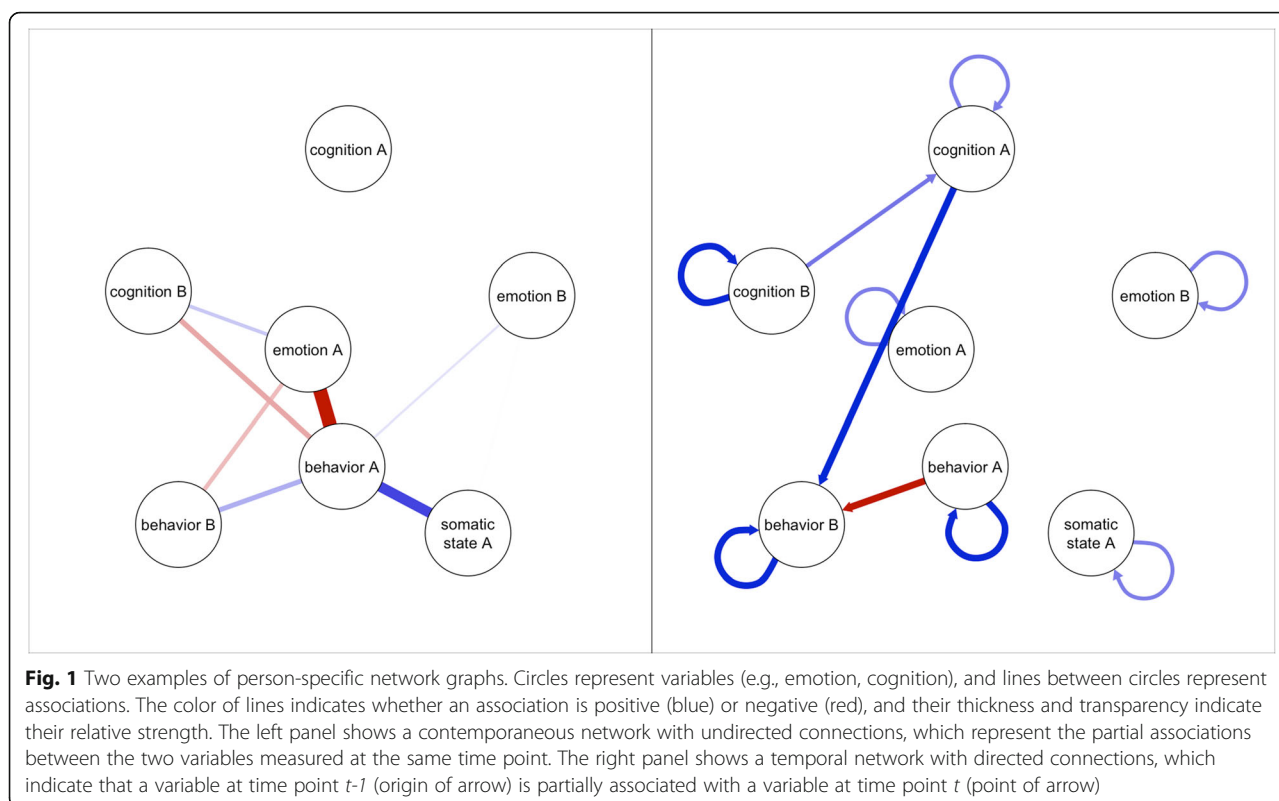 cognition A
cognition B
emotion B
emotion A
behavior A
behavior B
somatic
state A
cognition A
cognition B
emotion B
emotion A
behavior A
behavior B
somatic
state A
Fig. 1 Two examples of person-specific network graphs. Circles represent variables (e.g., emotion, cognition), and lines between circles represent
associations. The color of lines indicates whether an association is positive (blue) or negative (red), and their thickness and transparency indicate
their relative strength. The left panel shows a contemporaneous network with undirected connections, which represent the partial associations
between the two variables measured at the same time point. The right panel shows a temporal network with directed connections, which
indicate that a variable at time point t-1 (origin of arrow) is partially associated with a variable at time point t (point of arrow)